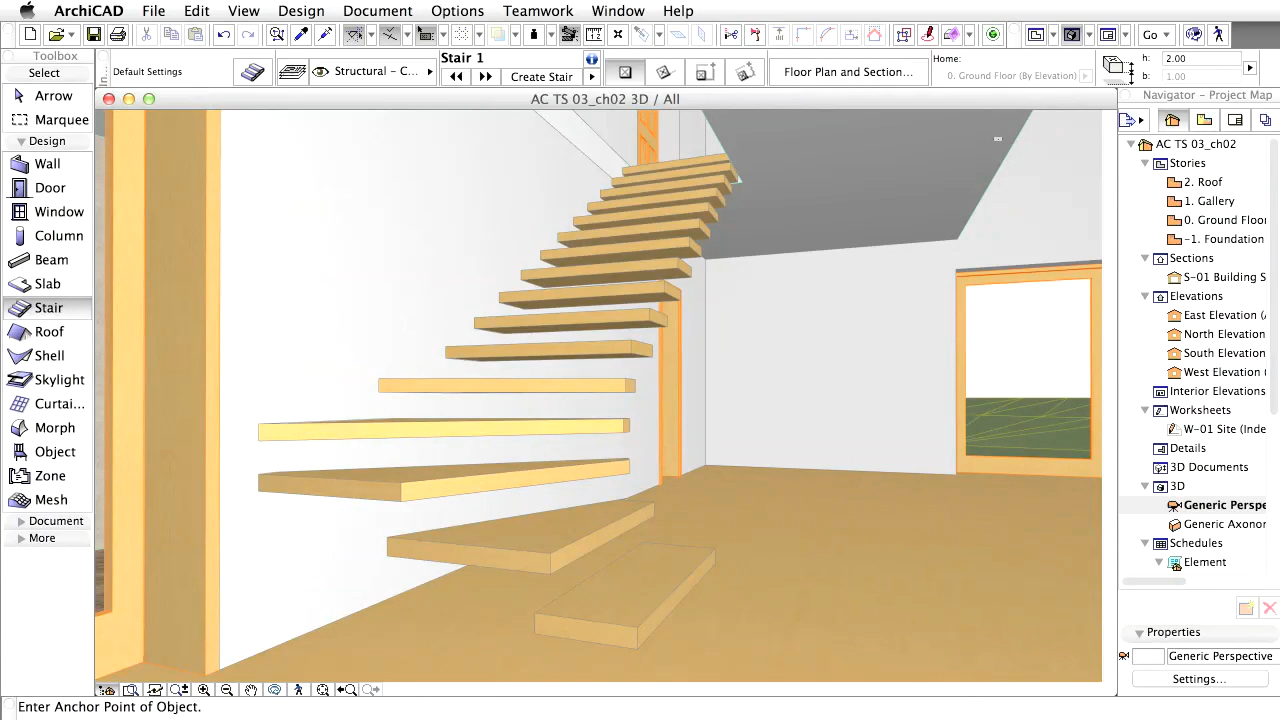 ArchiCAD File Edit View Design Document Options Teamwork Window Help
Go
Toolbox
Select
Arrow
Marquee
Design
Wall
Door
Window
Column
Beam
Slab
Stair
Roof
Shell
Skylight
Curtai...
Morph
Object
Zone
Mesh
Document
More
Default Settings
Structural - C...
Stair 1
Create Stair
Floor Plan and Section...
Home:
0. Ground Floor (By Elevation)
h: 2.00
b: 1.00
AC TS 03_ch02 3D / All
Navigator - Project Map
AC TS 03_ch02
Stories
2. Roof
1. Gallery
0. Ground Floo
-1. Foundation
Sections
S-01 Building S
Elevations
East Elevation (
North Elevation
South Elevation
West Elevation
Interior Elevations
Worksheets
W-01 Site (Inde
Details
3D Documents
3D
Generic Perspe
Generic Axonor
Schedules
Element
Properties
Generic Perspective
Settings...
Enter Anchor Point of Object.